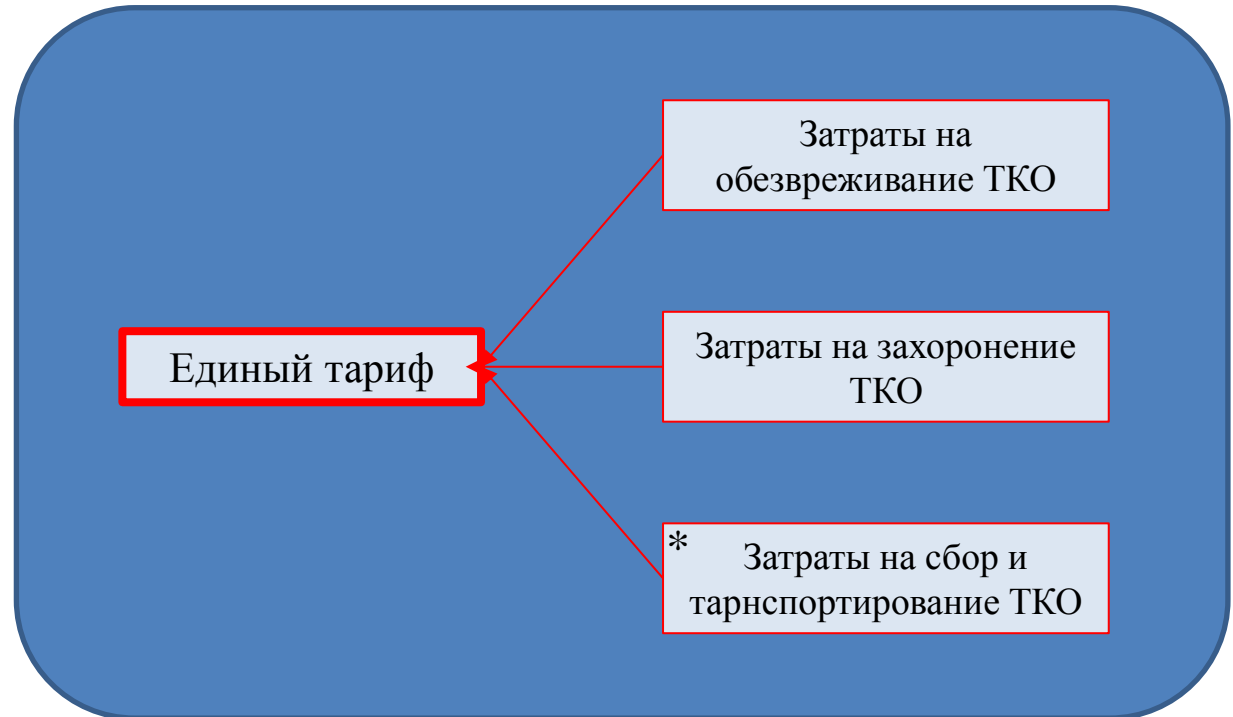 Затраты на
обезвреживание ТКО
Единый тариф
Затраты на захоронение
ТКО
* Затраты на сбор и
тарнспортирование ТКО